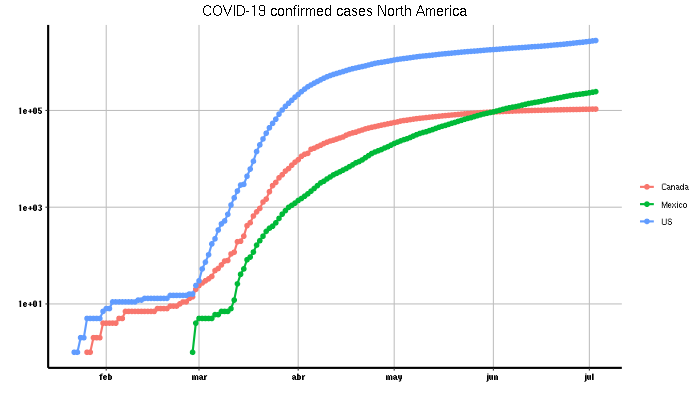 COVID-19 confirmed cases North America
1e+05
1e+03
1e+01
feb mar abr may jun jul
Canada
Mexico
US